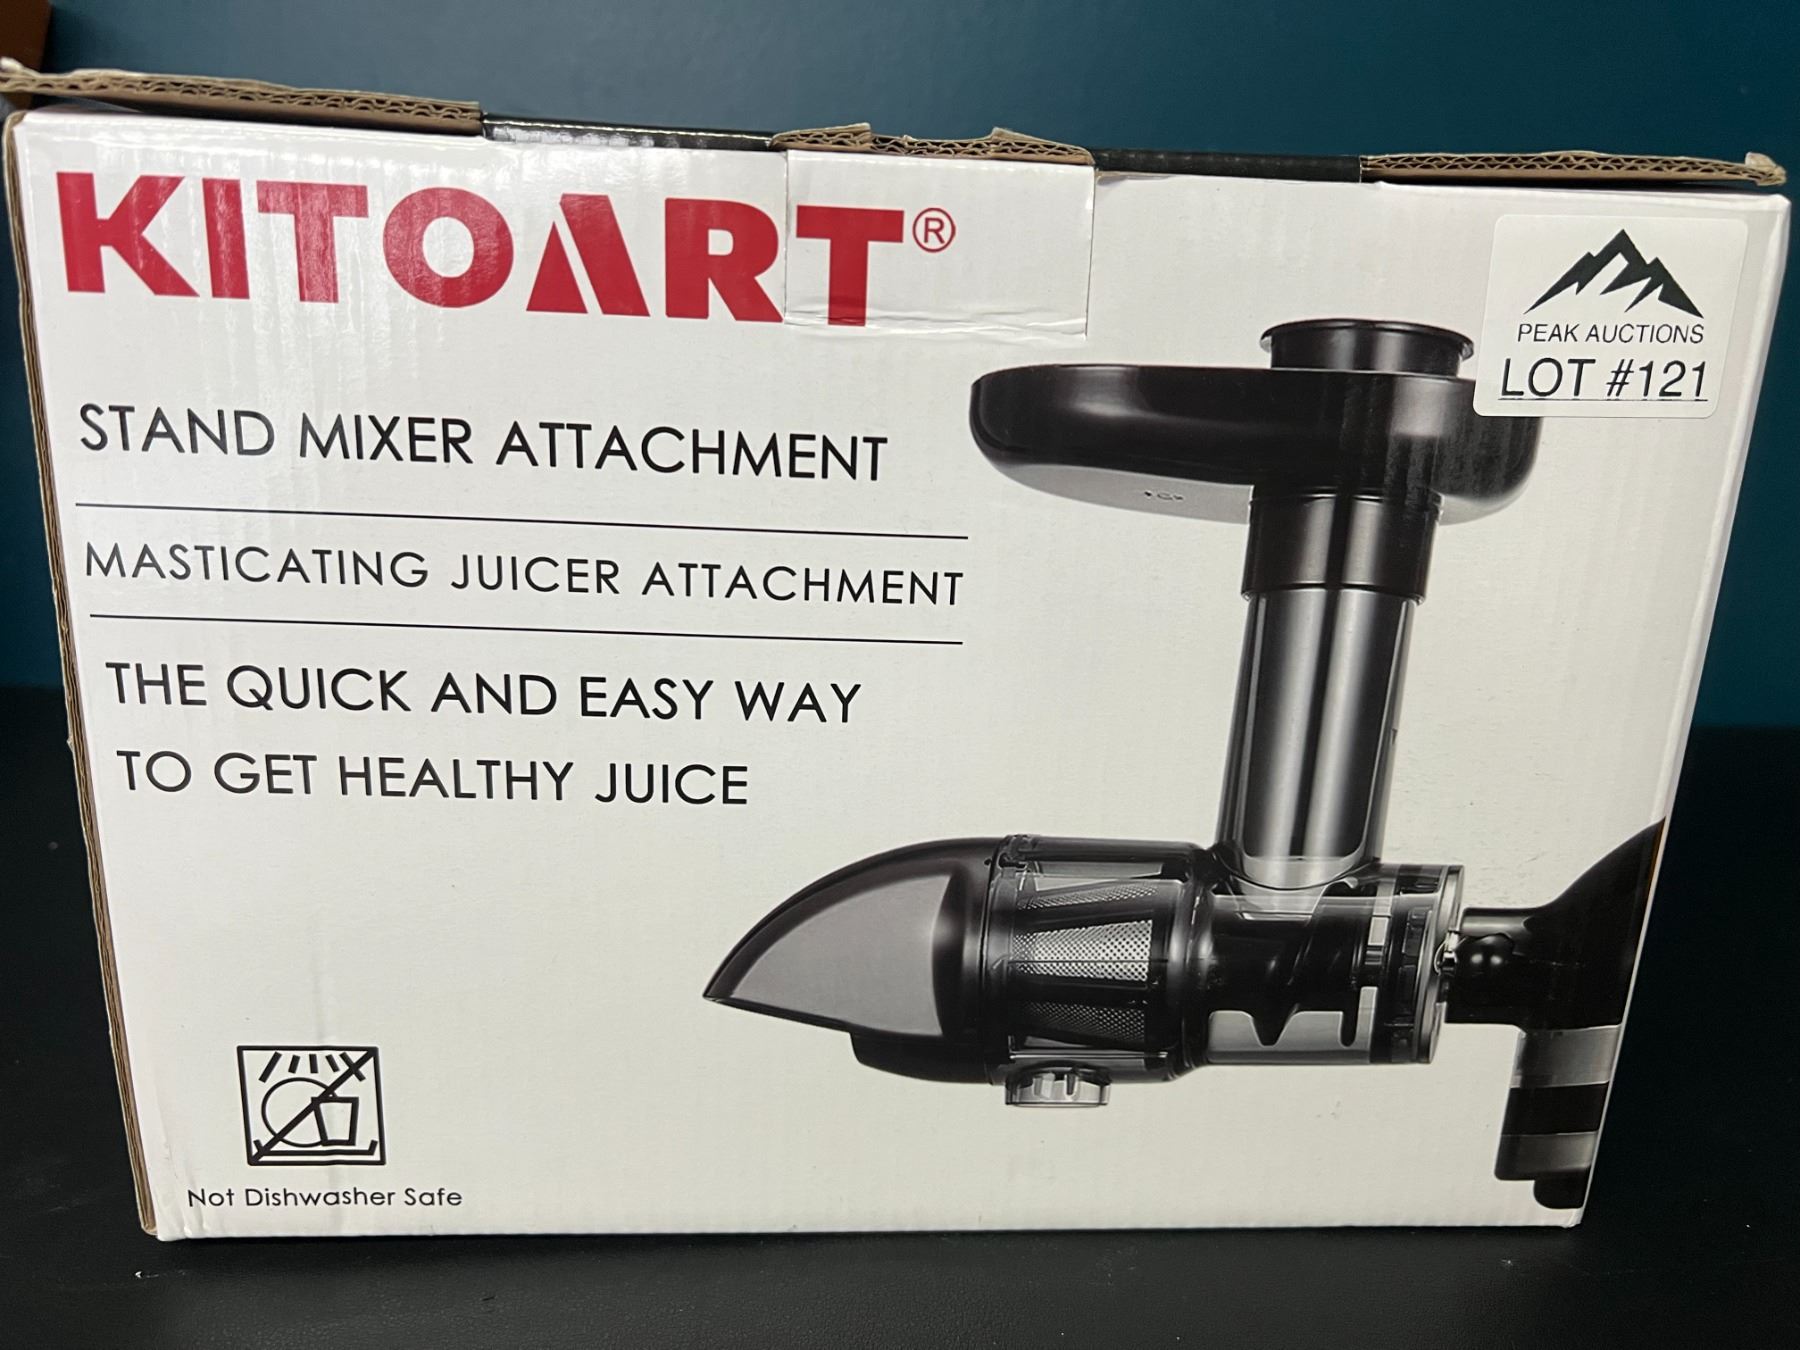 KITOART®
PEAK AUCTIONS
LOT #121
STAND MIXER ATTACHMENT
MASTICATING JUICER ATTACHMENT
THE QUICK AND EASY WAY
TO GET HEALTHY JUICE
Not Dishwasher Safe